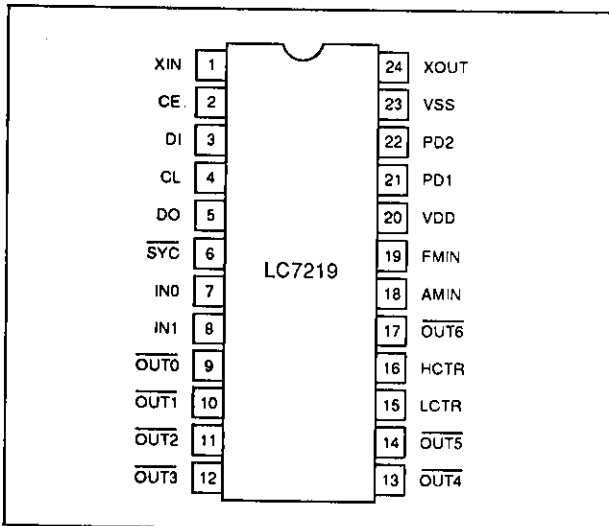 XIN 1 24 XOUT
CE 2 23 VSS
DI 3 22 PD2
CL 4 21 PD1
DO 5 20 VDD
SYC 6 19 FMIN
LC7219
IN0 7 18 AMIN
IN1 8 17 OUT6
OUT0 9 16 HCTR
OUT1 10 15 LCTR
OUT2 11 14 OUT5
OUT3 12 13 OUT4